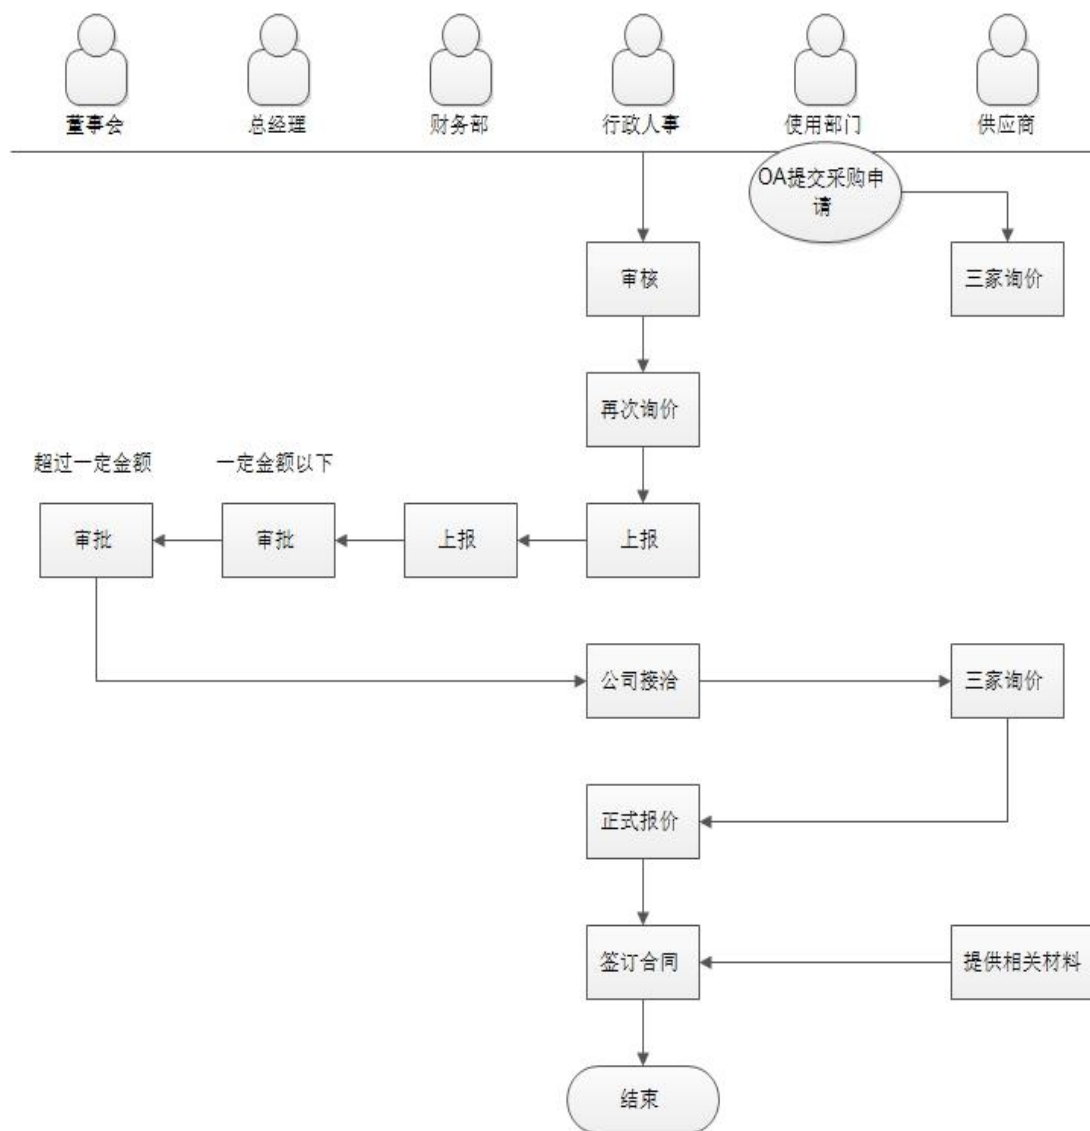 董事会
总经理
财务部
行政人事
使用部门
供应商
OA提交采购申
请
审核
三家询价
再次询价
超过一定金额
一定金额以下
审批
审批
上报
上报
公司接洽
三家询价
正式报价
签订合同
提供相关材料
结束